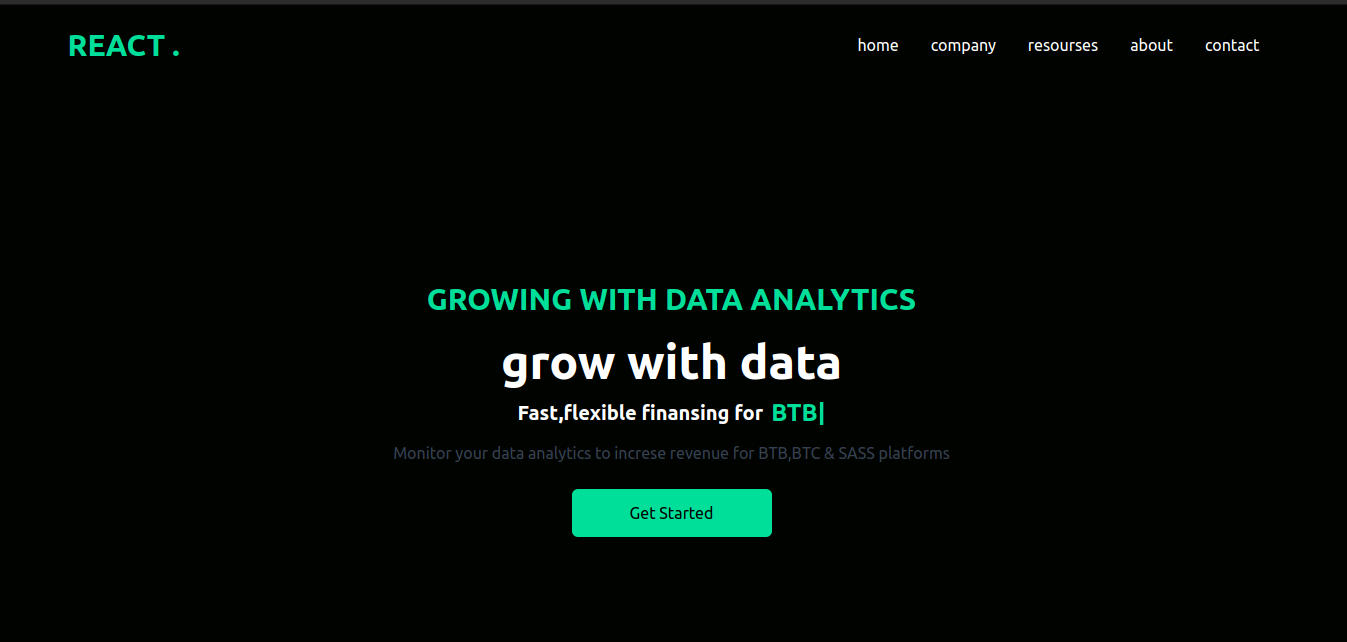 REACT .
home company resourses about contact
GROWING WITH DATA ANALYTICS
grow with data
Fast,flexible finansing for BTB|
Monitor your data analytics to increse revenue for BTB,BTC & SASS platforms
Get Started